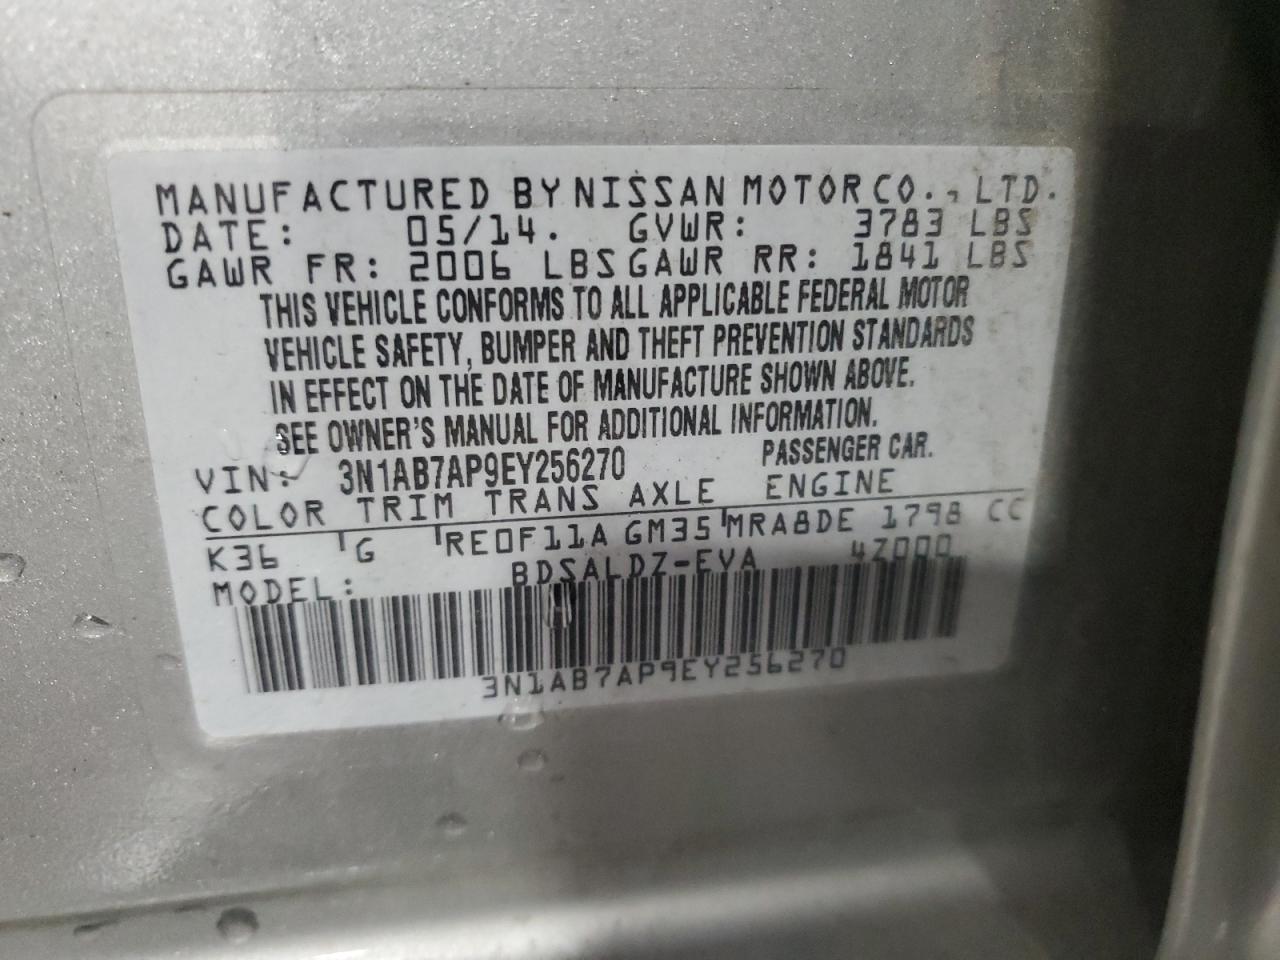 MANUFACTURED BY NISSAN MOTOR CO., LTD.
DATE: 05/14. GVWR: 3783 LBS
GAWR FR: 2006 LBS GAWR RR: 1841 LBS
THIS VEHICLE CONFORMS TO ALL APPLICABLE FEDERAL MOTOR
VEHICLE SAFETY, BUMPER AND THEFT PREVENTION STANDARDS
IN EFFECT ON THE DATE OF MANUFACTURE SHOWN ABOVE.
SEE OWNER'S MANUAL FOR ADDITIONAL INFORMATION.
VIN: 3N1AB7AP9EY256270 PASSENGER CAR.
COLOR TRIM TRANS AXLE ENGINE
K36 G RE0F11A GM35 MRA8DE 1798 CC
MODEL: BDSALDZ-EVA 4Z000
3N1AB7AP9EY256270